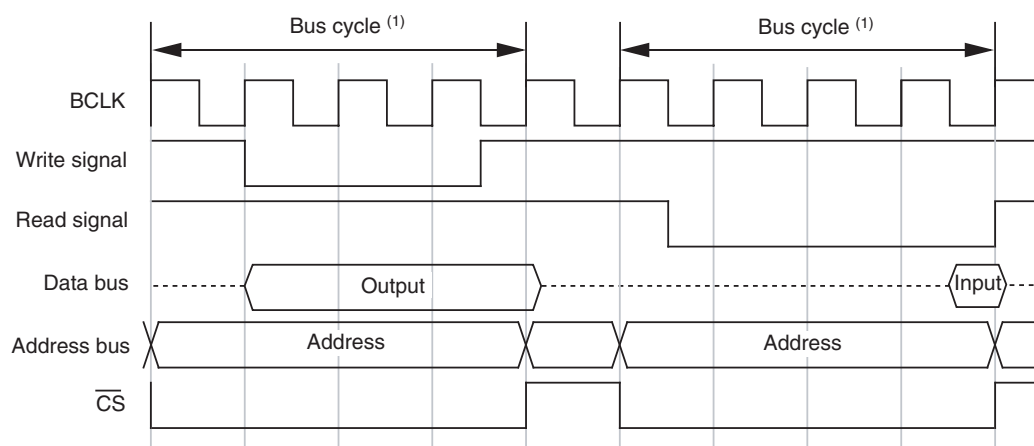 Bus cycle (1) Bus cycle (1)
BCLK
Write signal
Read signal
Data bus Output Input
Address bus Address Address
CS